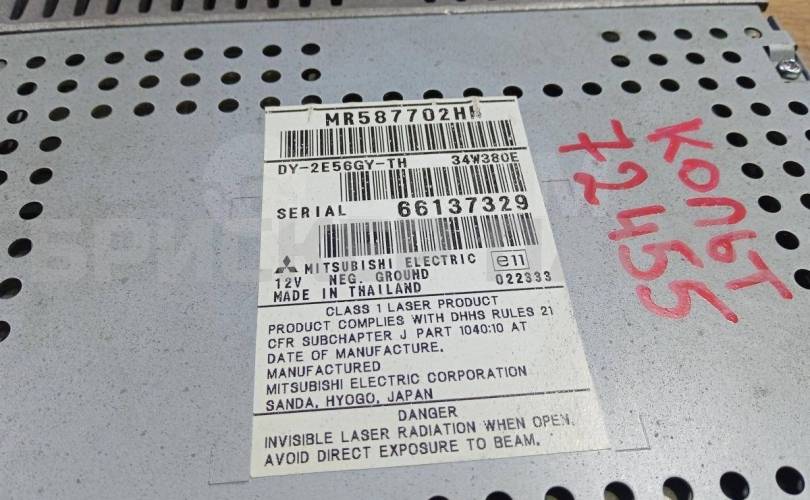 MR587702H
DY-2E56GY-TH 34W380E
SERIAL 66137329
MITSUBISHI ELECTRIC e11
12V NEG. GROUND 022333
MADE IN THAILAND
CLASS 1 LASER PRODUCT
PRODUCT COMPLIES WITH DHHS RULES 21
CFR SUBCHAPTER J PART 1040:10 AT
DATE OF MANUFACTURE.
MANUFACTURED
MITSUBISHI ELECTRIC CORPORATION
SANDA, HYOGO, JAPAN
DANGER
INVISIBLE LASER RADIATION WHEN OPEN.
AVOID DIRECT EXPOSURE TO BEAM.
КОЛЬТ
72455